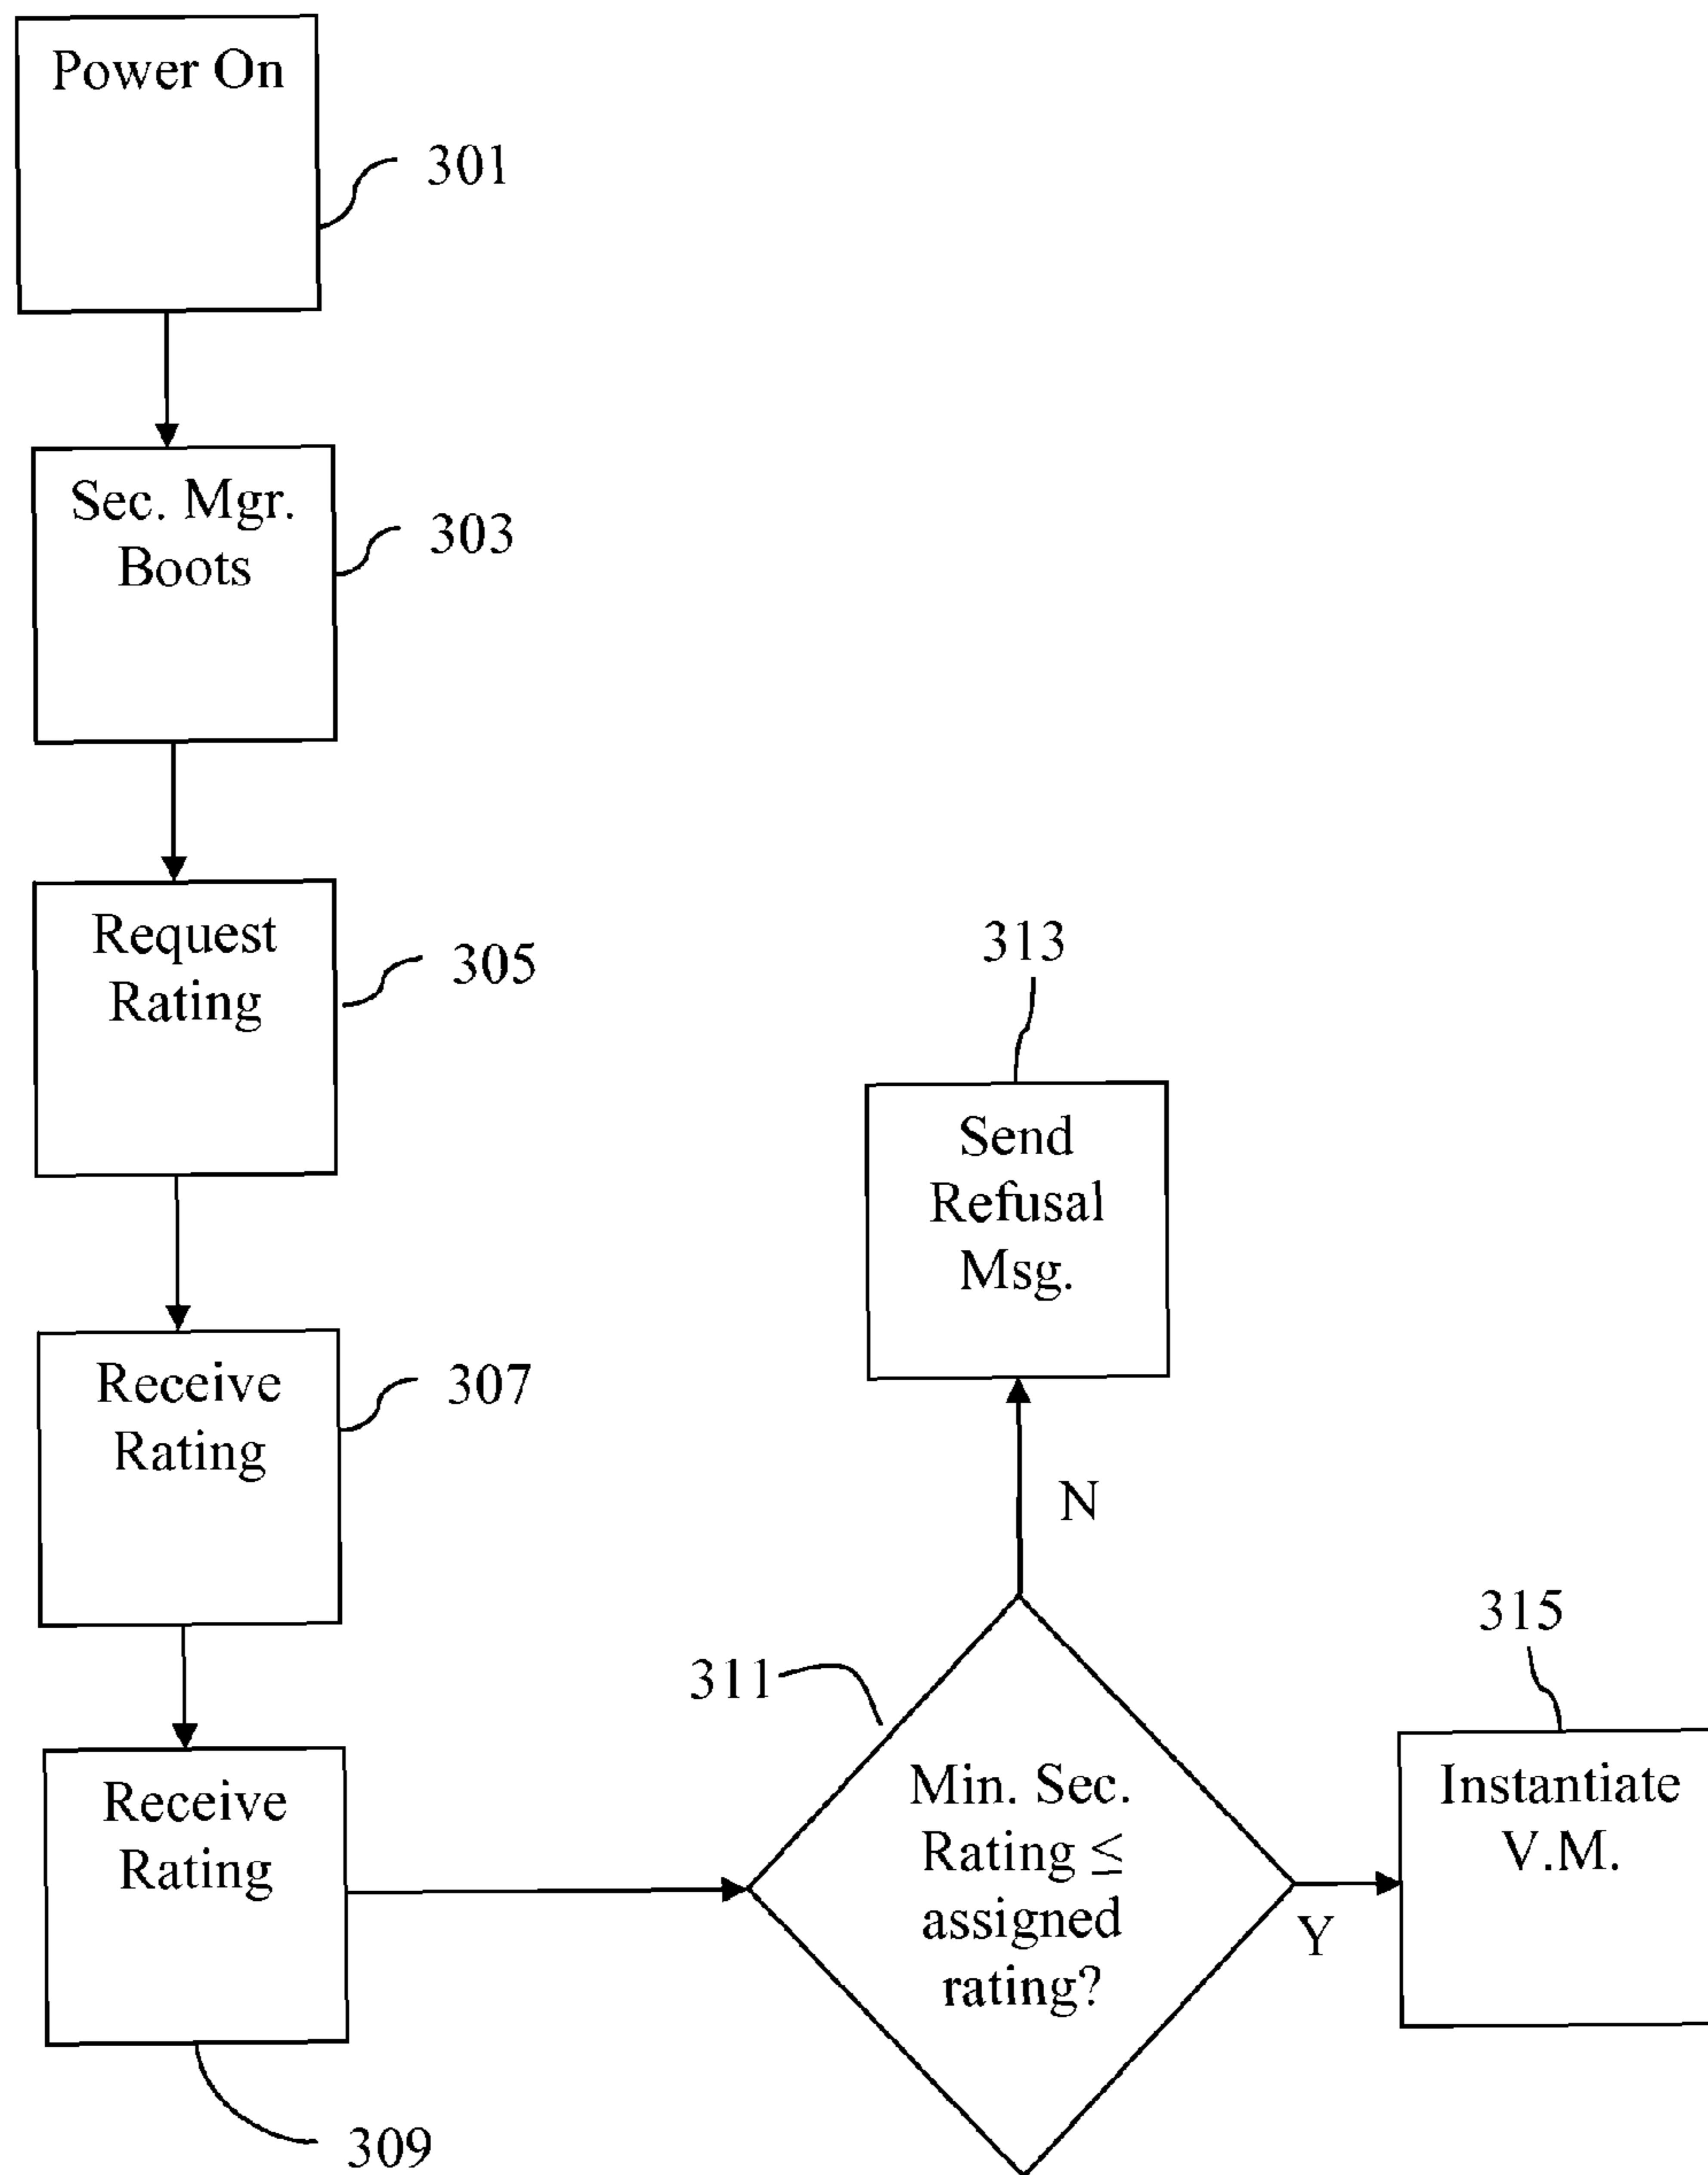 Power On
301
Sec. Mgr.
Boots
303
Request
Rating
305
Receive
Rating
307
Receive
Rating
309
311
Min. Sec.
Rating ≤
assigned
rating?
N
313
Send
Refusal
Msg.
Y
315
Instantiate
V.M.